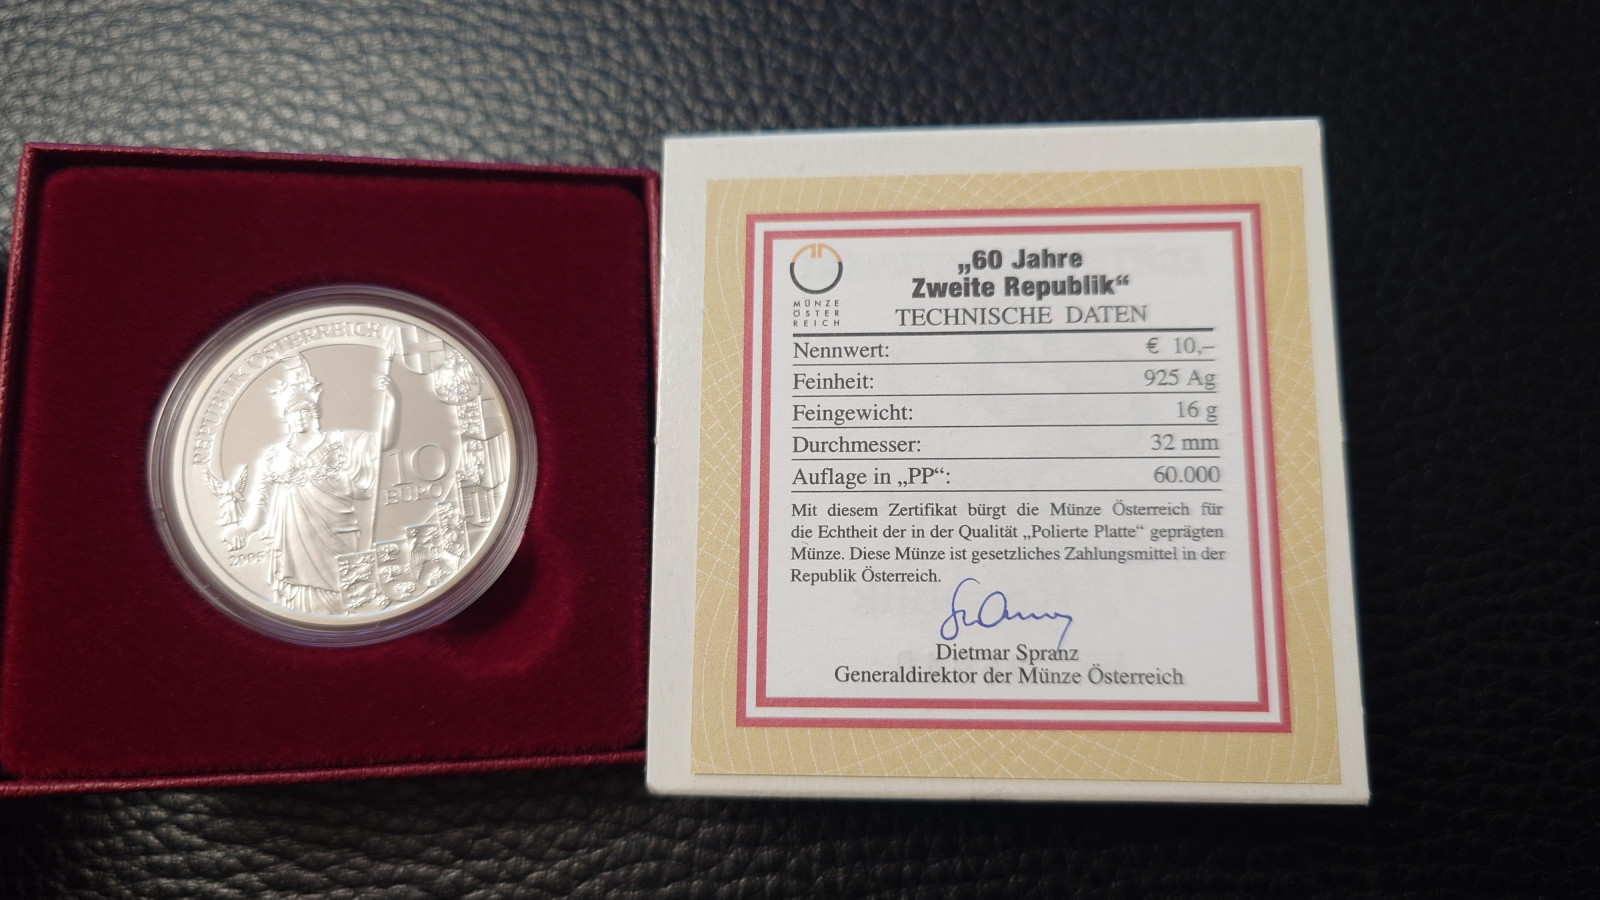 REPUBLIK ÖSTERREICH
10
EURO
2005
MÜNZE
ÖSTER
REICH
„60 Jahre
Zweite Republik“
TECHNISCHE DATEN
Nennwert: € 10,–
Feinheit: 925 Ag
Feingewicht: 16 g
Durchmesser: 32 mm
Auflage in „PP“: 60.000
Mit diesem Zertifikat bürgt die Münze Österreich für
die Echtheit der in der Qualität „Polierte Platte“ geprägten
Münze. Diese Münze ist gesetzliches Zahlungsmittel in der
Republik Österreich.
Dietmar Spranz
Generaldirektor der Münze Österreich